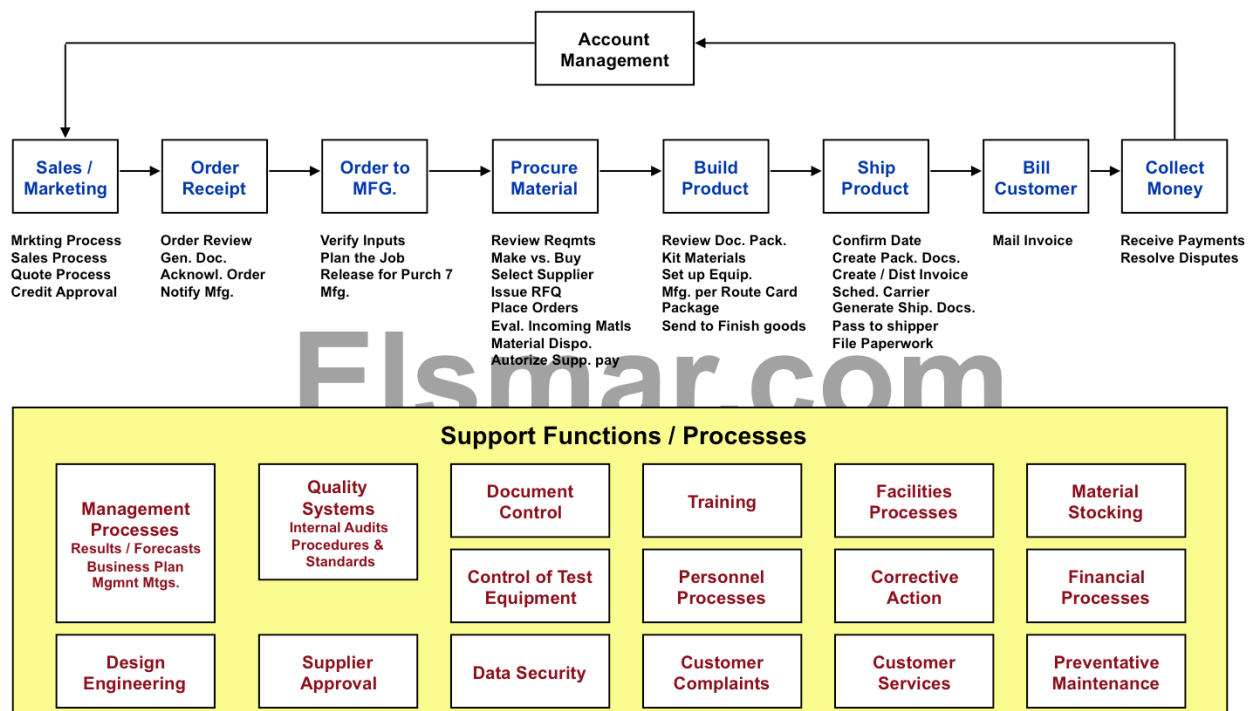 Account
Management
Sales /
Marketing
Order
Receipt
Order to
MFG.
Procure
Material
Build
Product
Ship
Product
Bill
Customer
Collect
Money
Mrkting Process
Sales Process
Quote Process
Credit Approval
Order Review
Gen. Doc.
Acknowl. Order
Notify Mfg.
Verify Inputs
Plan the Job
Release for Purch 7
Mfg.
Review Reqmts
Make vs. Buy
Select Supplier
Issue RFQ
Place Orders
Eval. Incoming Matls
Material Dispo.
Autorize Supp. pay
Review Doc. Pack.
Kit Materials
Set up Equip.
Mfg. per Route Card
Package
Send to Finish goods
Confirm Date
Create Pack. Docs.
Create / Dist Invoice
Sched. Carrier
Generate Ship. Docs.
Pass to shipper
File Paperwork
Mail Invoice
Receive Payments
Resolve Disputes
Elsmar.com
Support Functions / Processes
Management
Processes
Results / Forecasts
Business Plan
Mgmnt Mtgs.
Quality
Systems
Internal Audits
Procedures &
Standards
Document
Control
Training
Facilities
Processes
Material
Stocking
Control of Test
Equipment
Personnel
Processes
Corrective
Action
Financial
Processes
Design
Engineering
Supplier
Approval
Data Security
Customer
Complaints
Customer
Services
Preventative
Maintenance